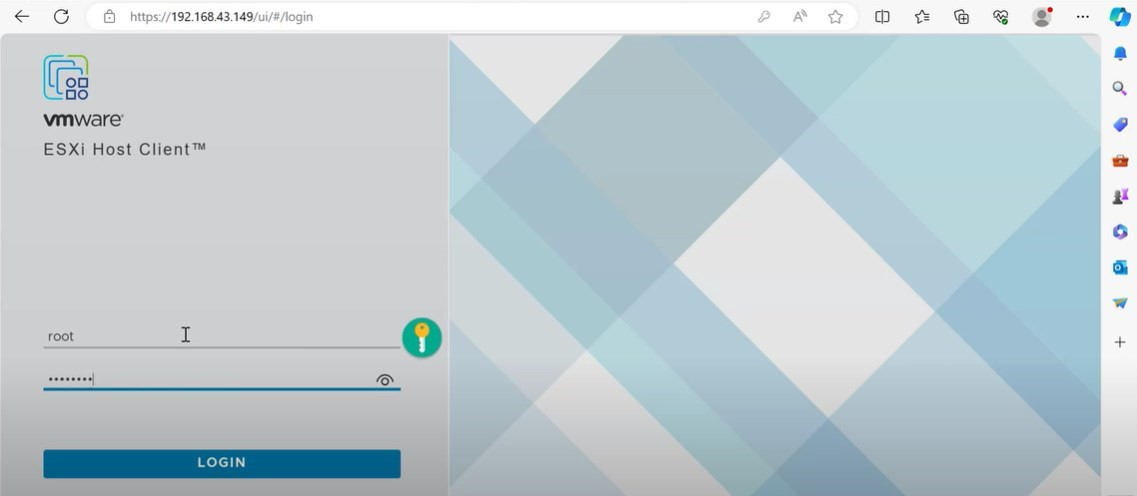 https://192.168.43.149/ui/#/login
vmware®
ESXi Host Client™
root
••••••••
LOGIN